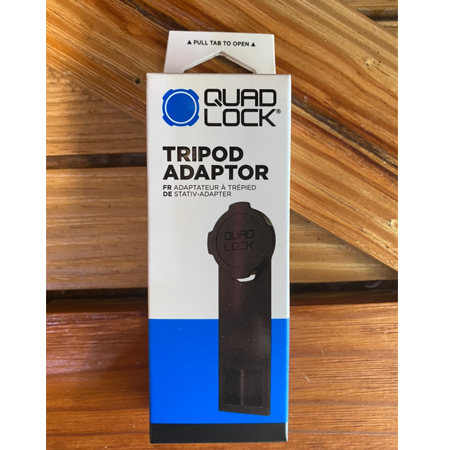 ▲ PULL TAB TO OPEN ▲
QUAD
LOCK®
TRIPOD
ADAPTOR
FR ADAPTATEUR À TRÉPIED
DE STATIV-ADAPTER
QUAD
LOCK